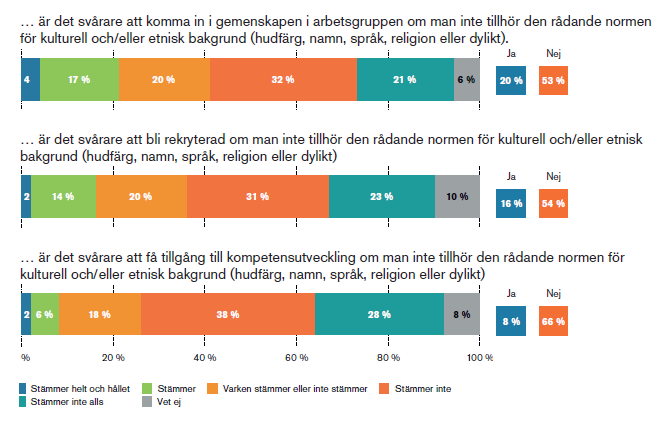 ... är det svårare att komma in i gemenskapen i arbetsgruppen om man inte tillhör den rådande normen
för kulturell och/eller etnisk bakgrund (hudfärg, namn, språk, religion eller dylikt).
Ja Nej
4 17 % 20 % 32 % 21 % 6 % 20 % 53 %
... är det svårare att bli rekryterad om man inte tillhör den rådande normen för kulturell och/eller etnisk
bakgrund (hudfärg, namn, språk, religion eller dylikt)
Ja Nej
2 14 % 20 % 31 % 23 % 10 % 16 % 54 %
... är det svårare att få tillgång till kompetensutveckling om man inte tillhör den rådande normen för
kulturell och/eller etnisk bakgrund (hudfärg, namn, språk, religion eller dylikt)
Ja Nej
2 6 % 18 % 38 % 28 % 8 % 8 % 66 %
% 20 % 40 % 60 % 80 % 100 %
Stämmer helt och hållet Stämmer Varken stämmer eller inte stämmer Stämmer inte
Stämmer inte alls Vet ej